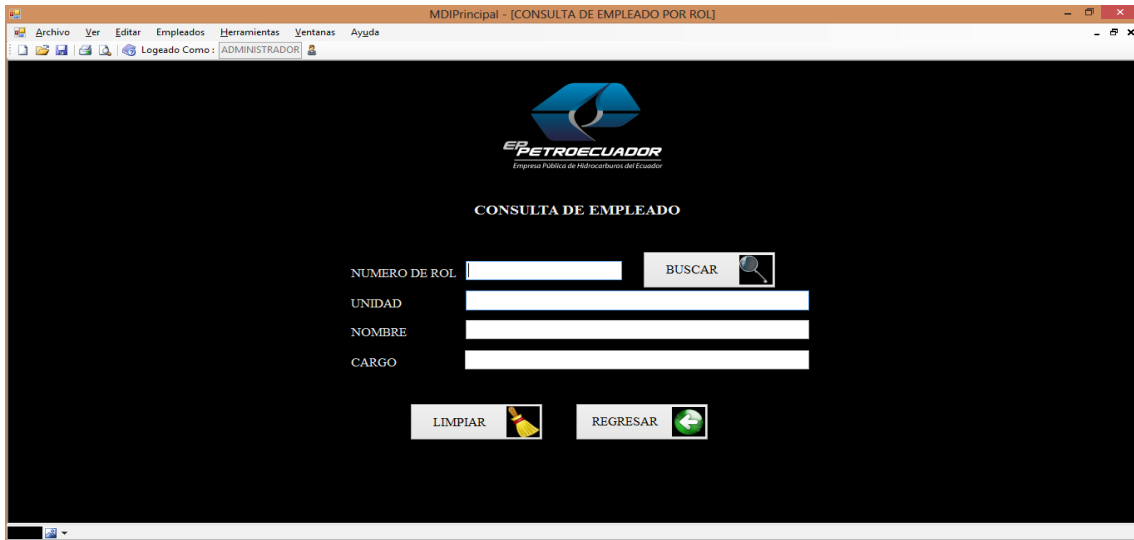 MDIPrincipal - [CONSULTA DE EMPLEADO POR ROL]
Archivo Ver Editar Empleados Herramientas Ventanas Ayuda
Logeado Como : ADMINISTRADOR
EP PETROECUADOR
Empresa Pública de Hidrocarburos del Ecuador
CONSULTA DE EMPLEADO
NUMERO DE ROL BUSCAR
UNIDAD
NOMBRE
CARGO
LIMPIAR REGRESAR